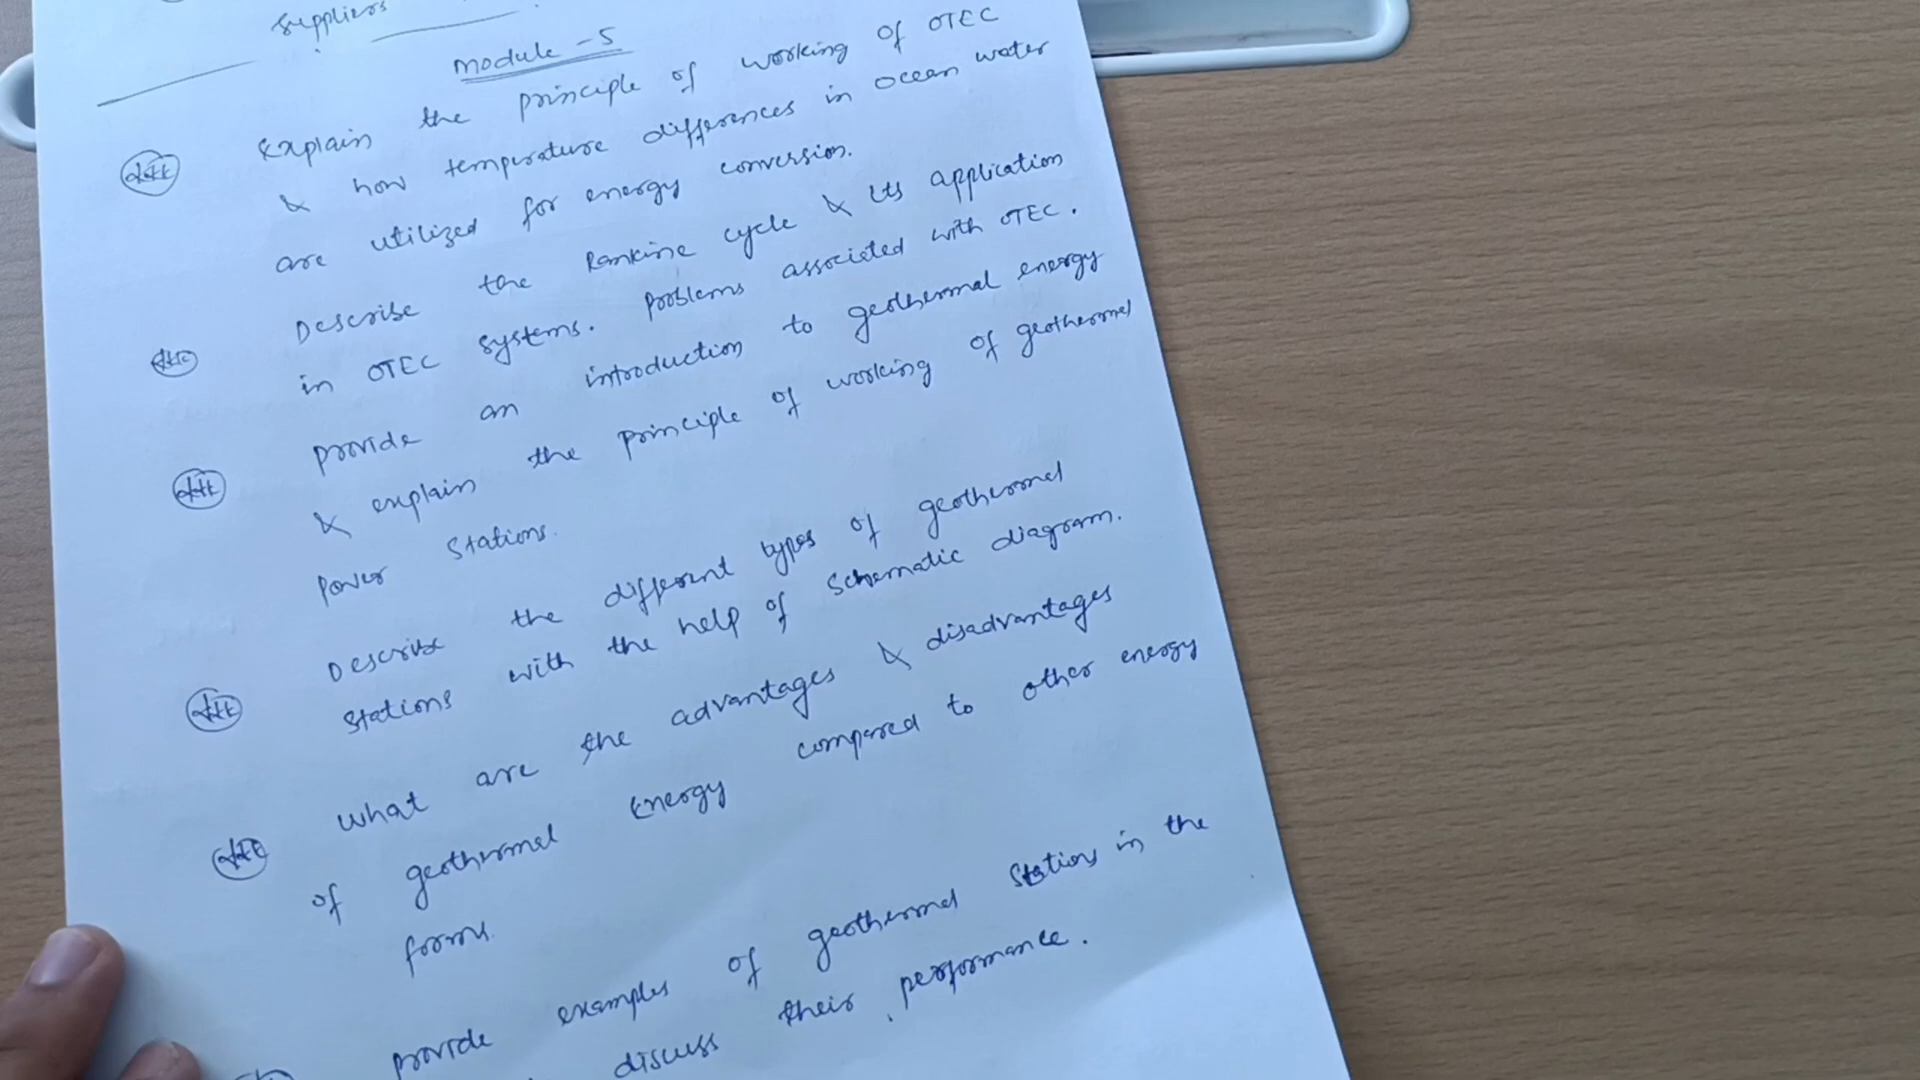 suppliers
Module - 5
Explain the principle of working of OTEC
& how temperature differences in ocean water
are utilized for energy conversion.
Describe the Rankine cycle & its application
in OTEC systems. Problems associated with OTEC.
provide an introduction to geothermal energy
& explain the principle of working of geothermal
power stations.
Describe the different types of geothermal
stations with the help of schematic diagram.
what are the advantages & disadvantages
of geothermal Energy compared to other energy
forms.
provide examples of geothermal stations in the
discuss their performance.